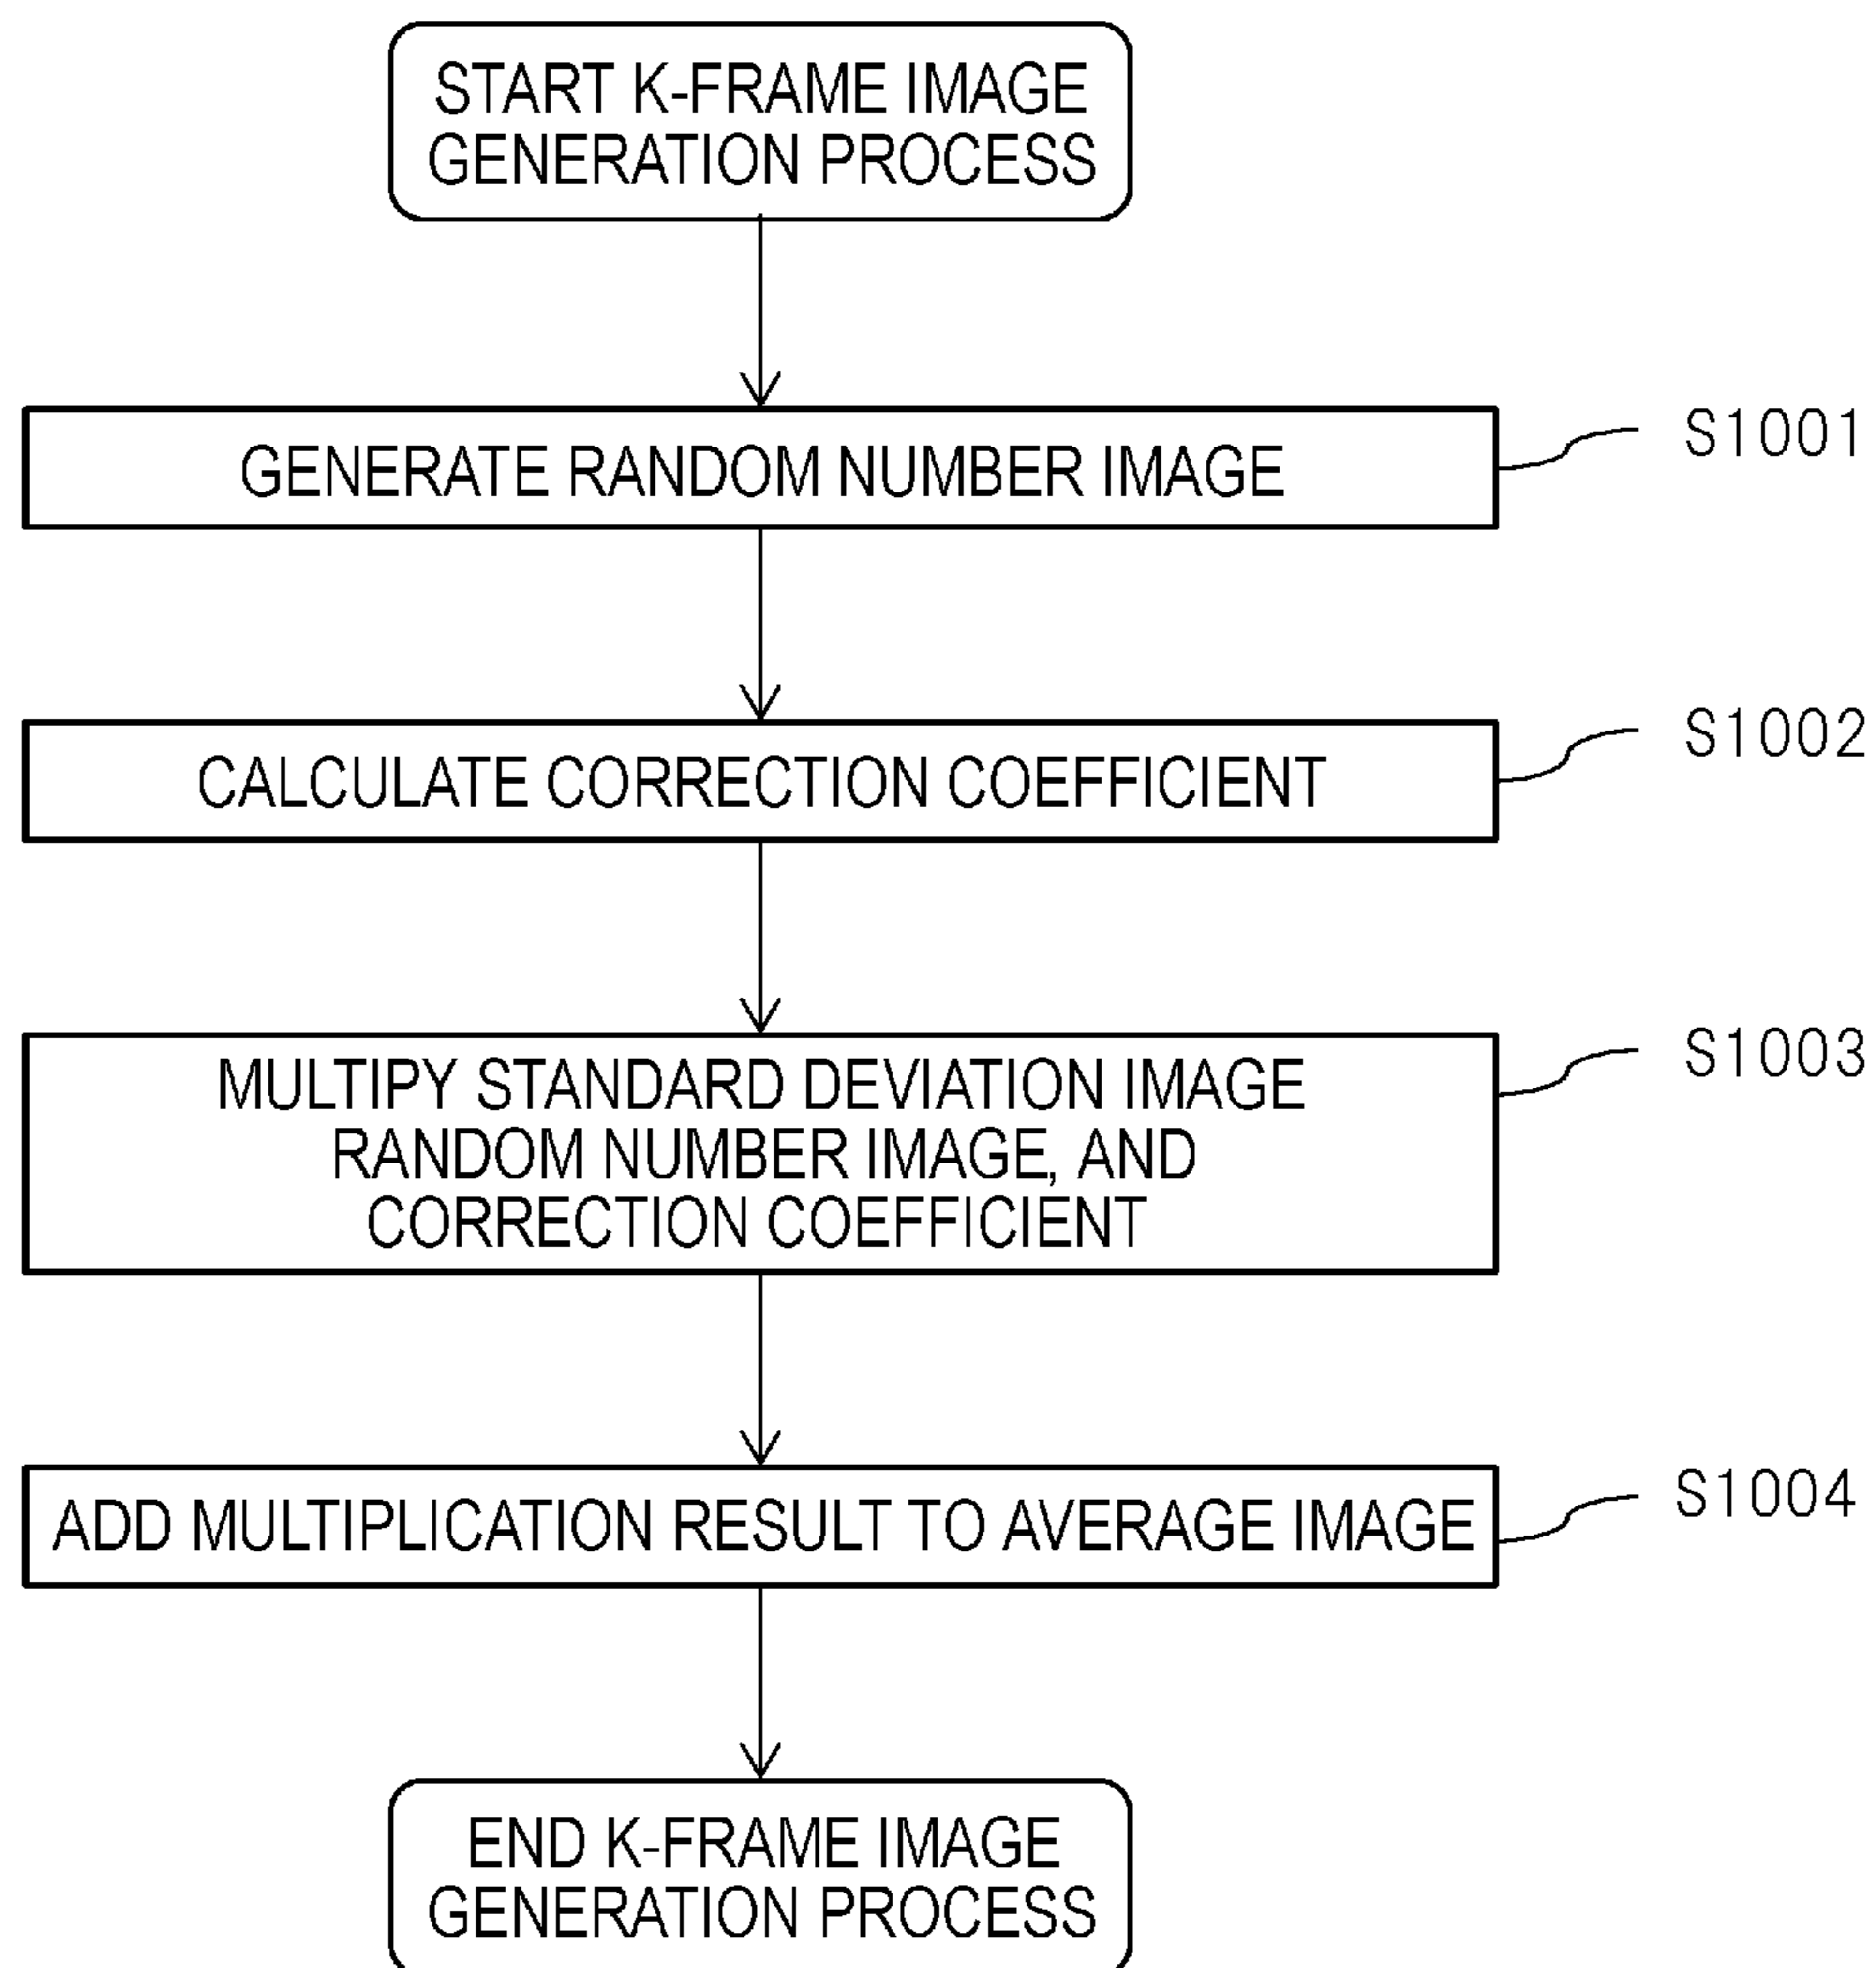 START K-FRAME IMAGE
GENERATION PROCESS
GENERATE RANDOM NUMBER IMAGE
S1001
CALCULATE CORRECTION COEFFICIENT
S1002
MULTIPY STANDARD DEVIATION IMAGE
RANDOM NUMBER IMAGE, AND
CORRECTION COEFFICIENT
S1003
ADD MULTIPLICATION RESULT TO AVERAGE IMAGE
S1004
END K-FRAME IMAGE
GENERATION PROCESS